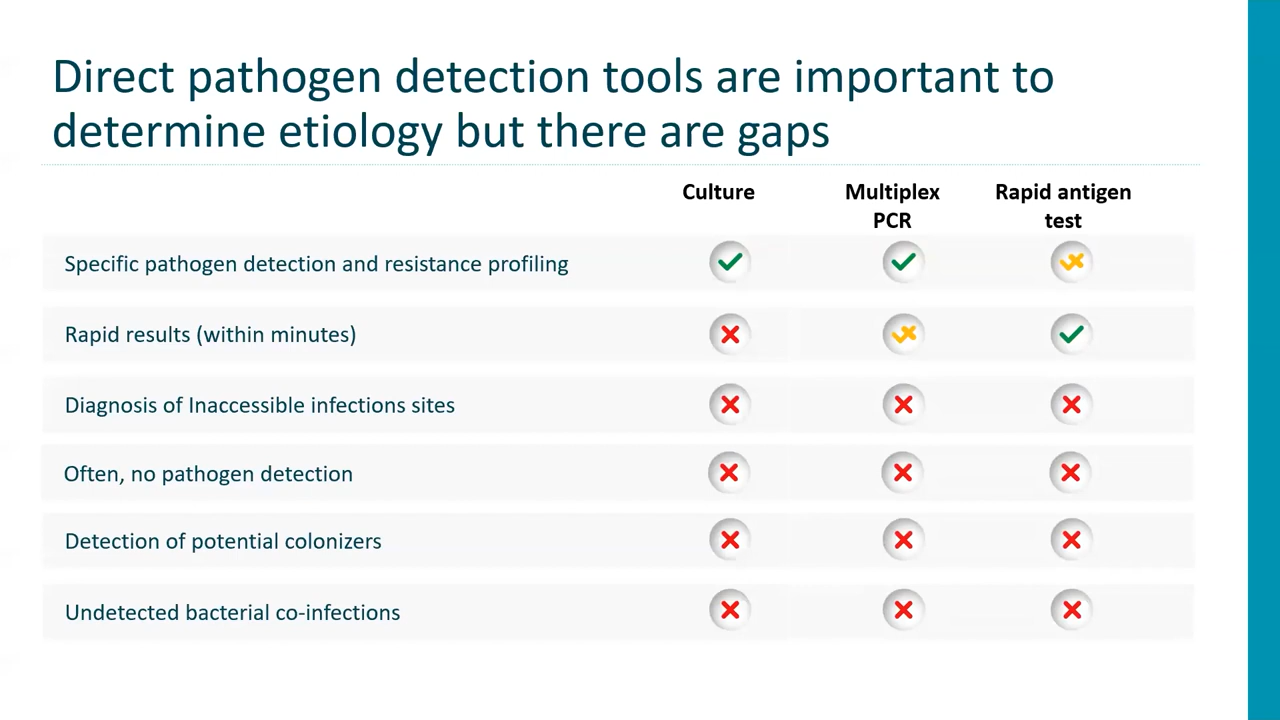 Direct pathogen detection tools are important to
determine etiology but there are gaps
Culture
Multiplex
PCR
Rapid antigen
test
Specific pathogen detection and resistance profiling
Rapid results (within minutes)
Diagnosis of Inaccessible infections sites
Often, no pathogen detection
Detection of potential colonizers
Undetected bacterial co-infections